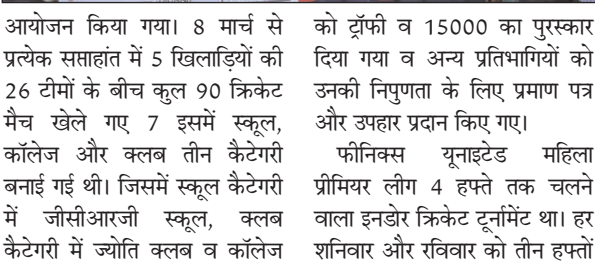 आयोजन किया गया। 8 मार्च से
प्रत्येक सप्ताहांत में 5 खिलाड़ियों की
26 टीमों के बीच कुल 90 क्रिकेट
मैच खेले गए 7 इसमें स्कूल,
कॉलेज और क्लब तीन कैटेगरी
बनाई गई थी। जिसमें स्कूल कैटेगरी
में जीसीआरजी स्कूल, क्लब
कैटेगरी में ज्योति क्लब व कॉलेज
को ट्रॉफी व 15000 का पुरस्कार
दिया गया व अन्य प्रतिभागियों को
उनकी निपुणता के लिए प्रमाण पत्र
और उपहार प्रदान किए गए।
फीनिक्स यूनाइटेड महिला
प्रीमियर लीग 4 हफ्ते तक चलने
वाला इनडोर क्रिकेट टूर्नामेंट था। हर
शनिवार और रविवार को तीन हफ्तों